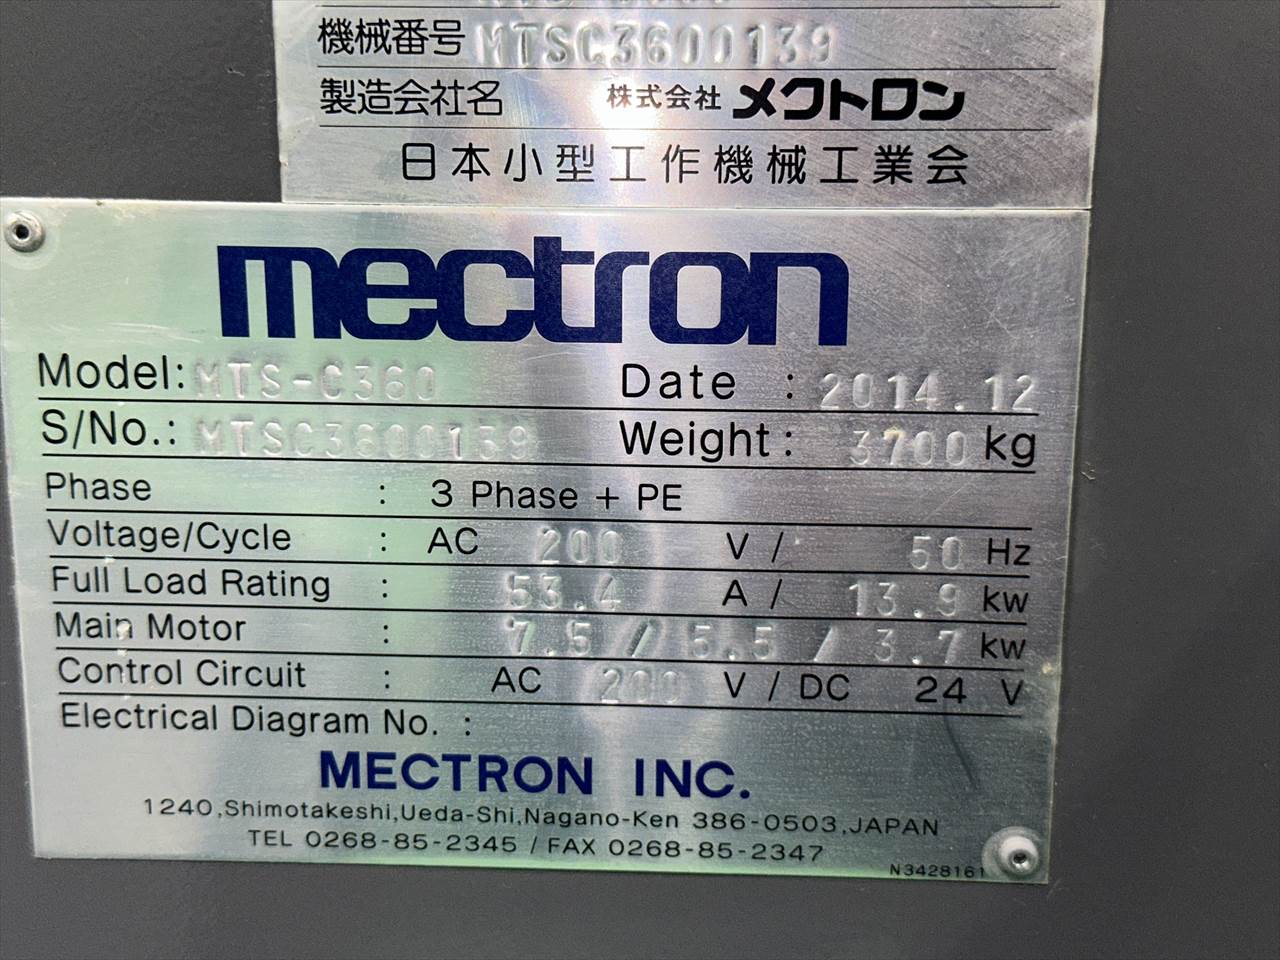 機械番号 MTSC3600139
製造会社名 株式会社 メクトロン
日本小型工作機械工業会
mectron
Model: MTS-C360 Date : 2014.12
S/No.: MTSC3600139 Weight: 3700 kg
Phase : 3 Phase + PE
Voltage/Cycle : AC 200 V / 50 Hz
Full Load Rating : 53.4 A / 13.9 kw
Main Motor : 7.5 / 5.5 / 3.7 kw
Control Circuit : AC 200 V / DC 24 V
Electrical Diagram No. :
MECTRON INC.
1240,Shimotakeshi,Ueda-Shi,Nagano-Ken 386-0503,JAPAN
TEL 0268-85-2345 / FAX 0268-85-2347
N3428161